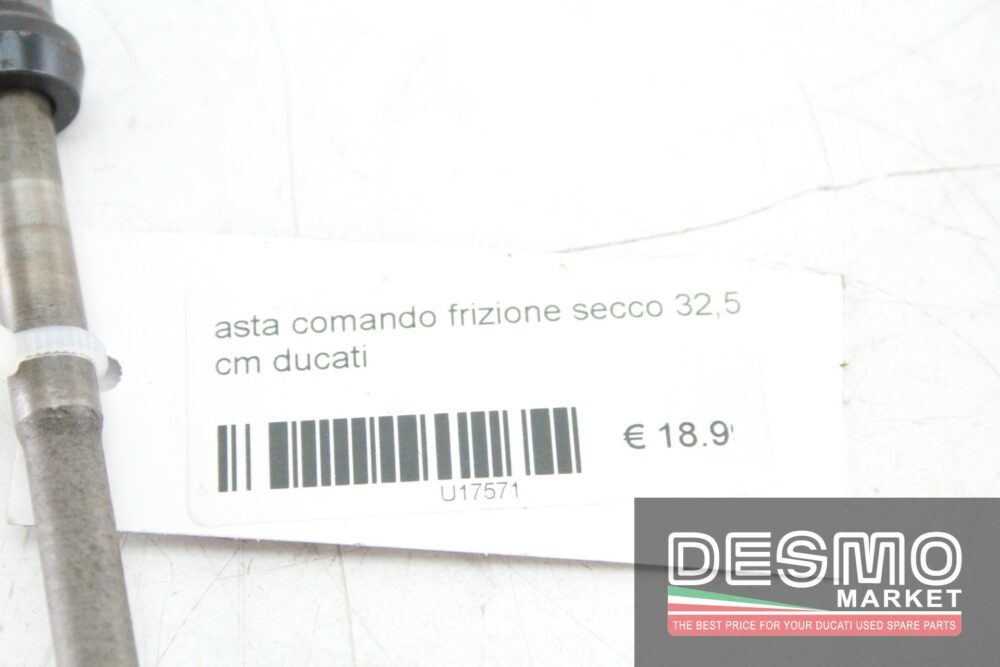 asta comando frizione secco 32,5
cm ducati
€ 18.9
U17571
DESMO
MARKET
THE BEST PRICE FOR YOUR DUCATI USED SPARE PARTS